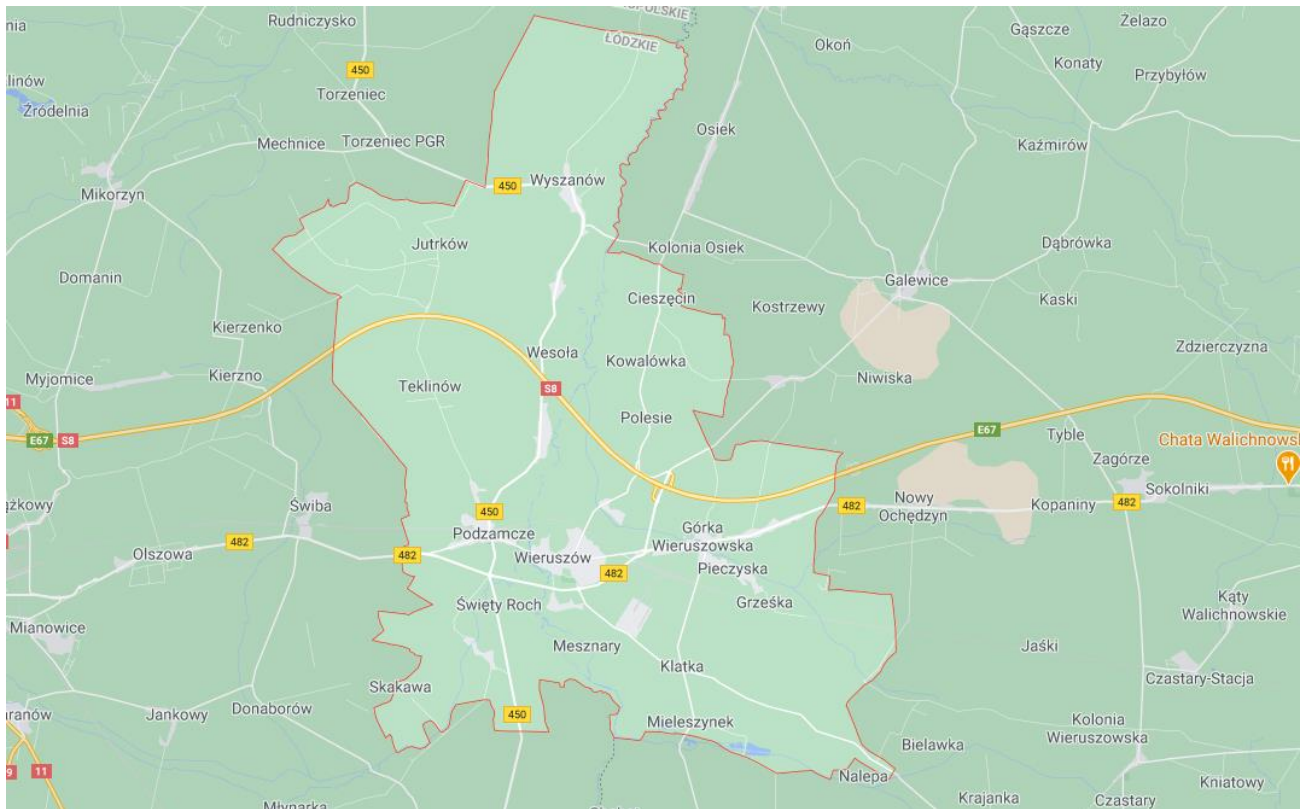 Rudniczysko
ŁÓDZKIE
Okoń
Gąszcze
Żelazo
Konaty
Przybyłów
450
Torzeniec
Źródelnia
Mechnice
Torzeniec PGR
Osiek
Kaźmirów
Mikorzyn
450
Wyszanów
Jutrków
Kolonia Osiek
Dąbrówka
Domanin
Galewice
Cieszęcin
Kostrzewy
Kaski
Kierzenko
Wesoła
Kowalówka
Zdzierczyzna
Myjomice
Kierzno
Teklinów
S8
Niwiska
11
Polesie
E67
S8
E67
Tyble
Chata Walichnowsk
Zagórze
Świba
450
482
Nowy
Ochędzyn
Kopaniny
482
Sokolniki
Podzamcze
Górka
Wieruszowska
Olszowa
482
482
Wieruszów
482
Pieczyska
Święty Roch
Grześka
Kąty
Walichnowskie
Mianowice
Mesznary
Jaśki
Klatka
Skakawa
Czastary-Stacja
Jankowy
Donaborów
450
Mieleszynek
Kolonia
Wieruszowska
Bielawka
11
Nalepa
Kniatowy
Młynarka
Krajanka
Czastary